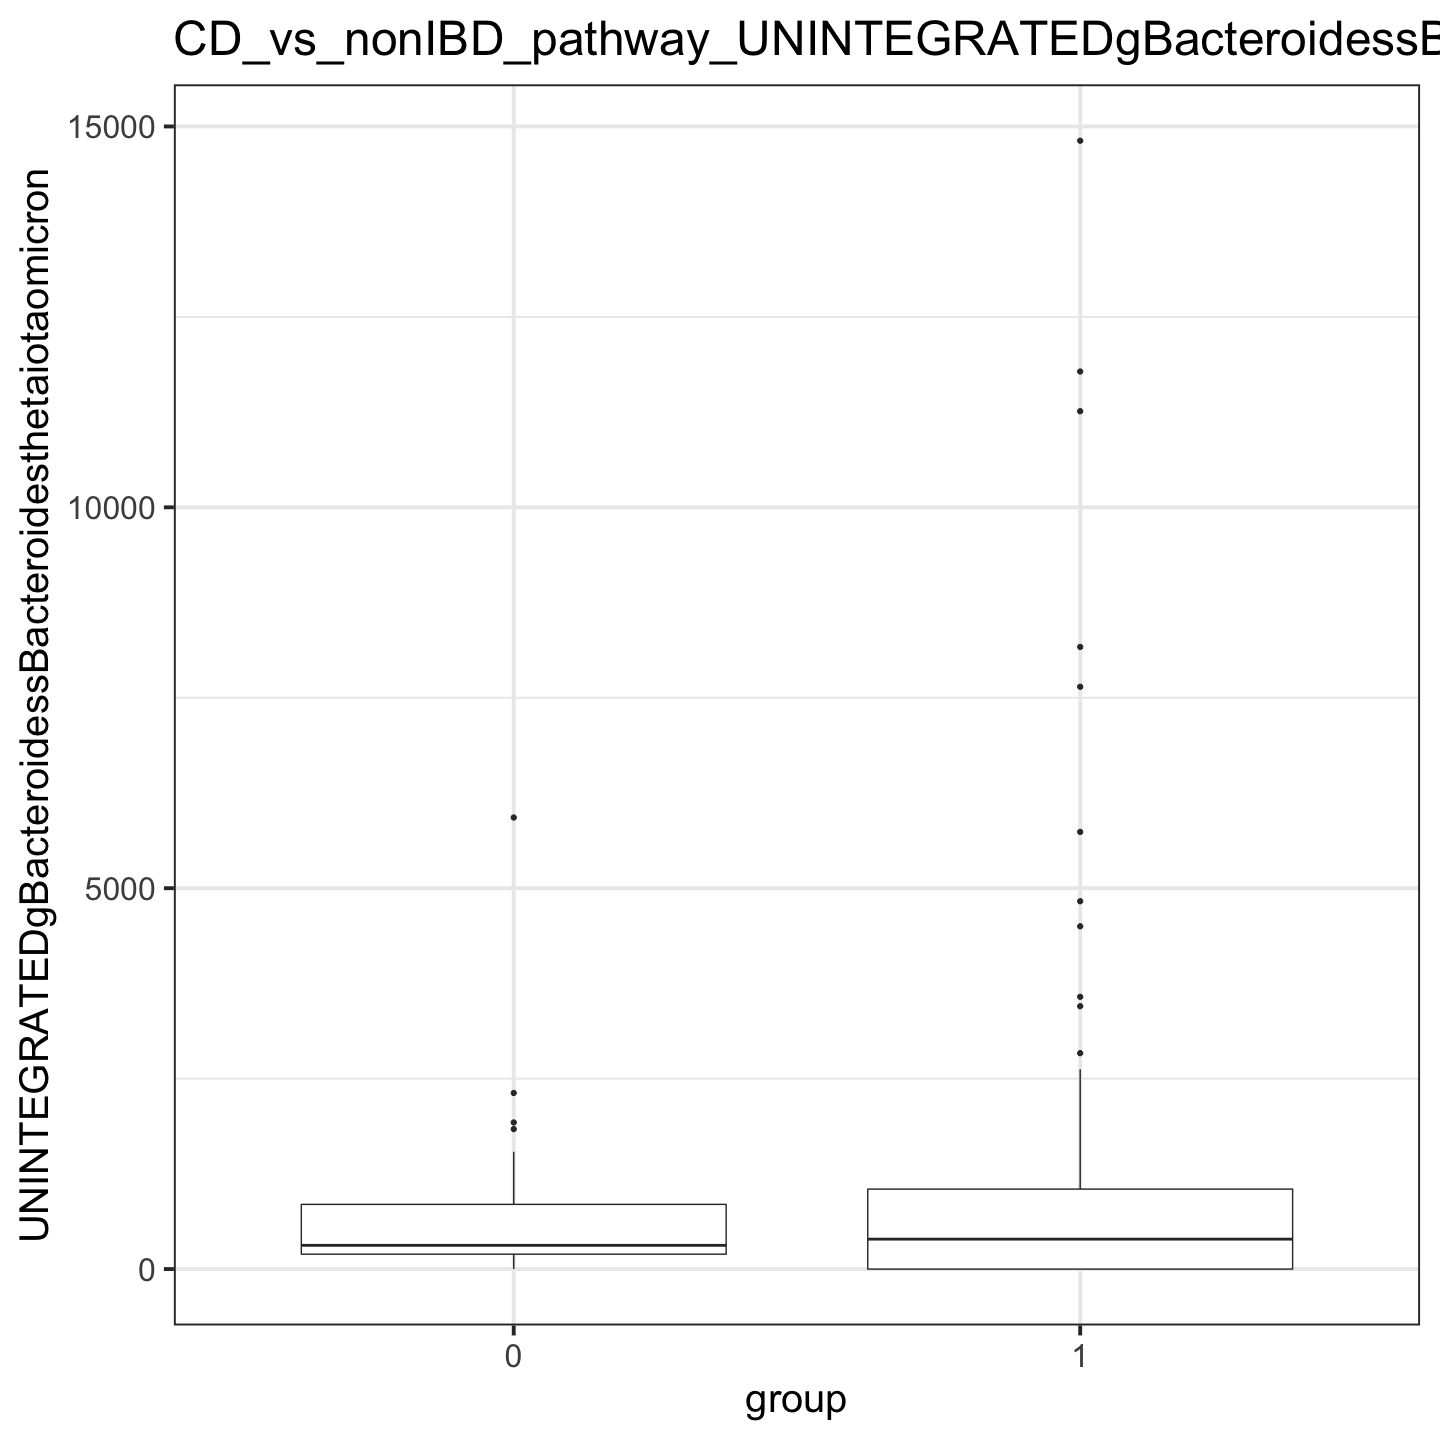 CD_vs_nonIBD_pathway_UNINTEGRATEDgBacteroidessB
UNINTEGRATEDgBacteroidessBacteroidesthetaiotaomicron
15000
10000
5000
0
0
1
group